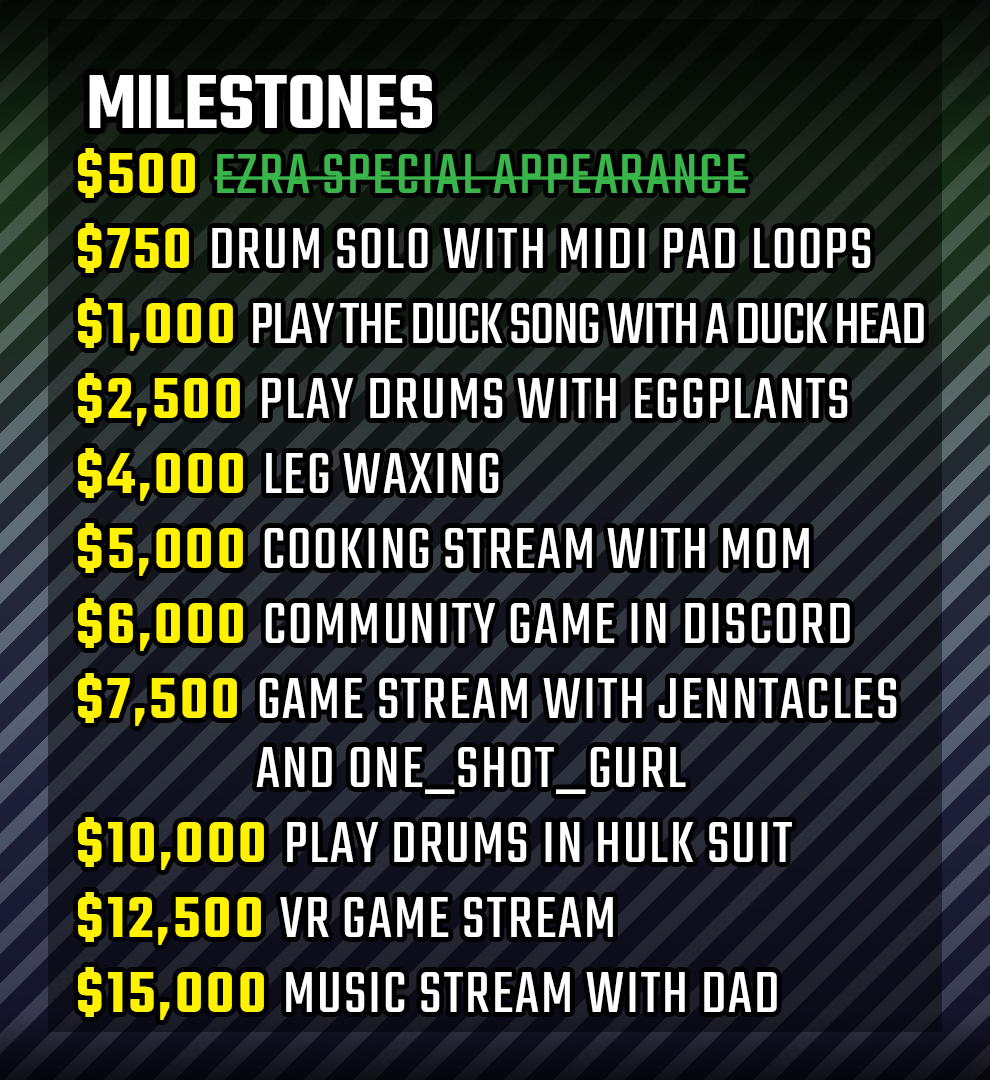 MILESTONES
$500 EZRA SPECIAL APPEARANCE
$750 DRUM SOLO WITH MIDI PAD LOOPS
$1,000 PLAY THE DUCK SONG WITH A DUCK HEAD
$2,500 PLAY DRUMS WITH EGGPLANTS
$4,000 LEG WAXING
$5,000 COOKING STREAM WITH MOM
$6,000 COMMUNITY GAME IN DISCORD
$7,500 GAME STREAM WITH JENNTACLES
AND ONE_SHOT_GURL
$10,000 PLAY DRUMS IN HULK SUIT
$12,500 VR GAME STREAM
$15,000 MUSIC STREAM WITH DAD